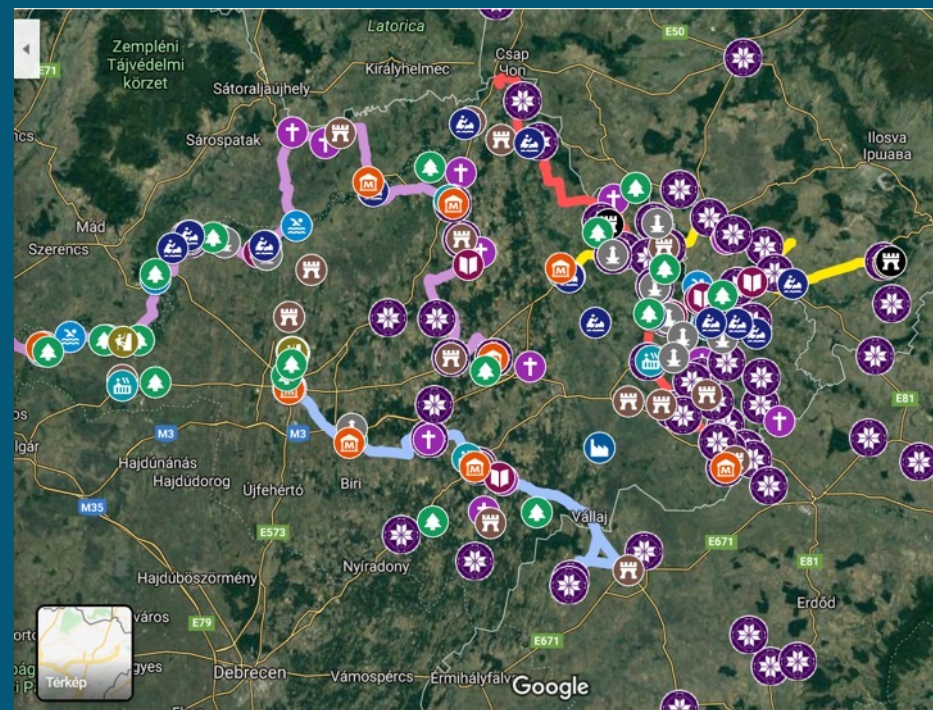 Latorica
E50
Zempléni
Tájvédelmi
körzet
Csap
Чоп
E71
Királyhelmec
Sátoraljaújhely
Sárospatak
Ilosva
Іршава
Mád
Szerencs
E81
M3
M3
Hajdúnánás
Hajdúdorog
Újfehértó
Biri
M35
E573
Vállaj
E671
E81
Hajdúböszörmény
Nyíradony
Erdőd
E79
E671
Térkép
Debrecen
Vámospércs
Érmihályfalva
Google